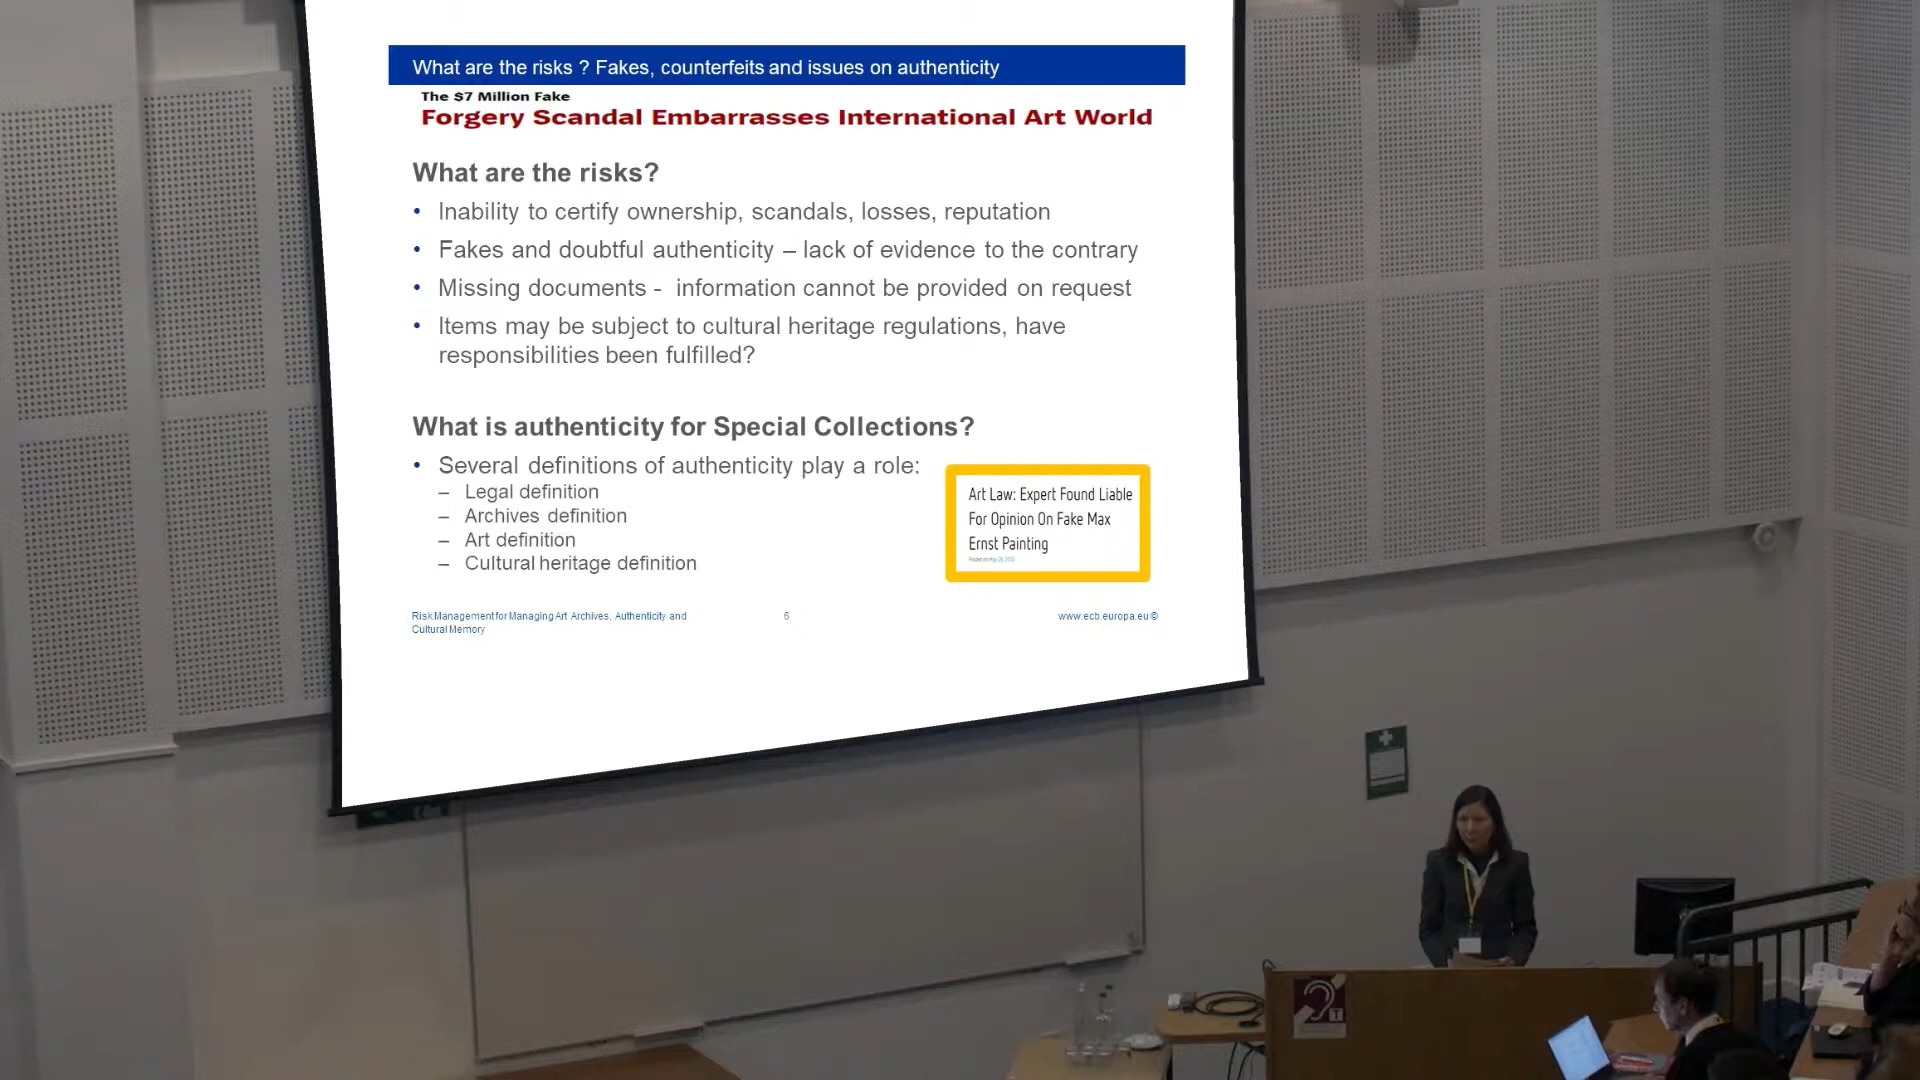 What are the risks ? Fakes, counterfeits and issues on authenticity
The $7 Million Fake
Forgery Scandal Embarrasses International Art World
What are the risks?
• Inability to certify ownership, scandals, losses, reputation
• Fakes and doubtful authenticity – lack of evidence to the contrary
• Missing documents - information cannot be provided on request
• Items may be subject to cultural heritage regulations, have
responsibilities been fulfilled?
What is authenticity for Special Collections?
• Several definitions of authenticity play a role:
– Legal definition
– Archives definition
– Art definition
– Cultural heritage definition
Art Law: Expert Found Liable
For Opinion On Fake Max
Ernst Painting
Risk Management for Managing Art Archives, Authenticity and
Cultural Memory
6
www.ecb.europa.eu ©
T